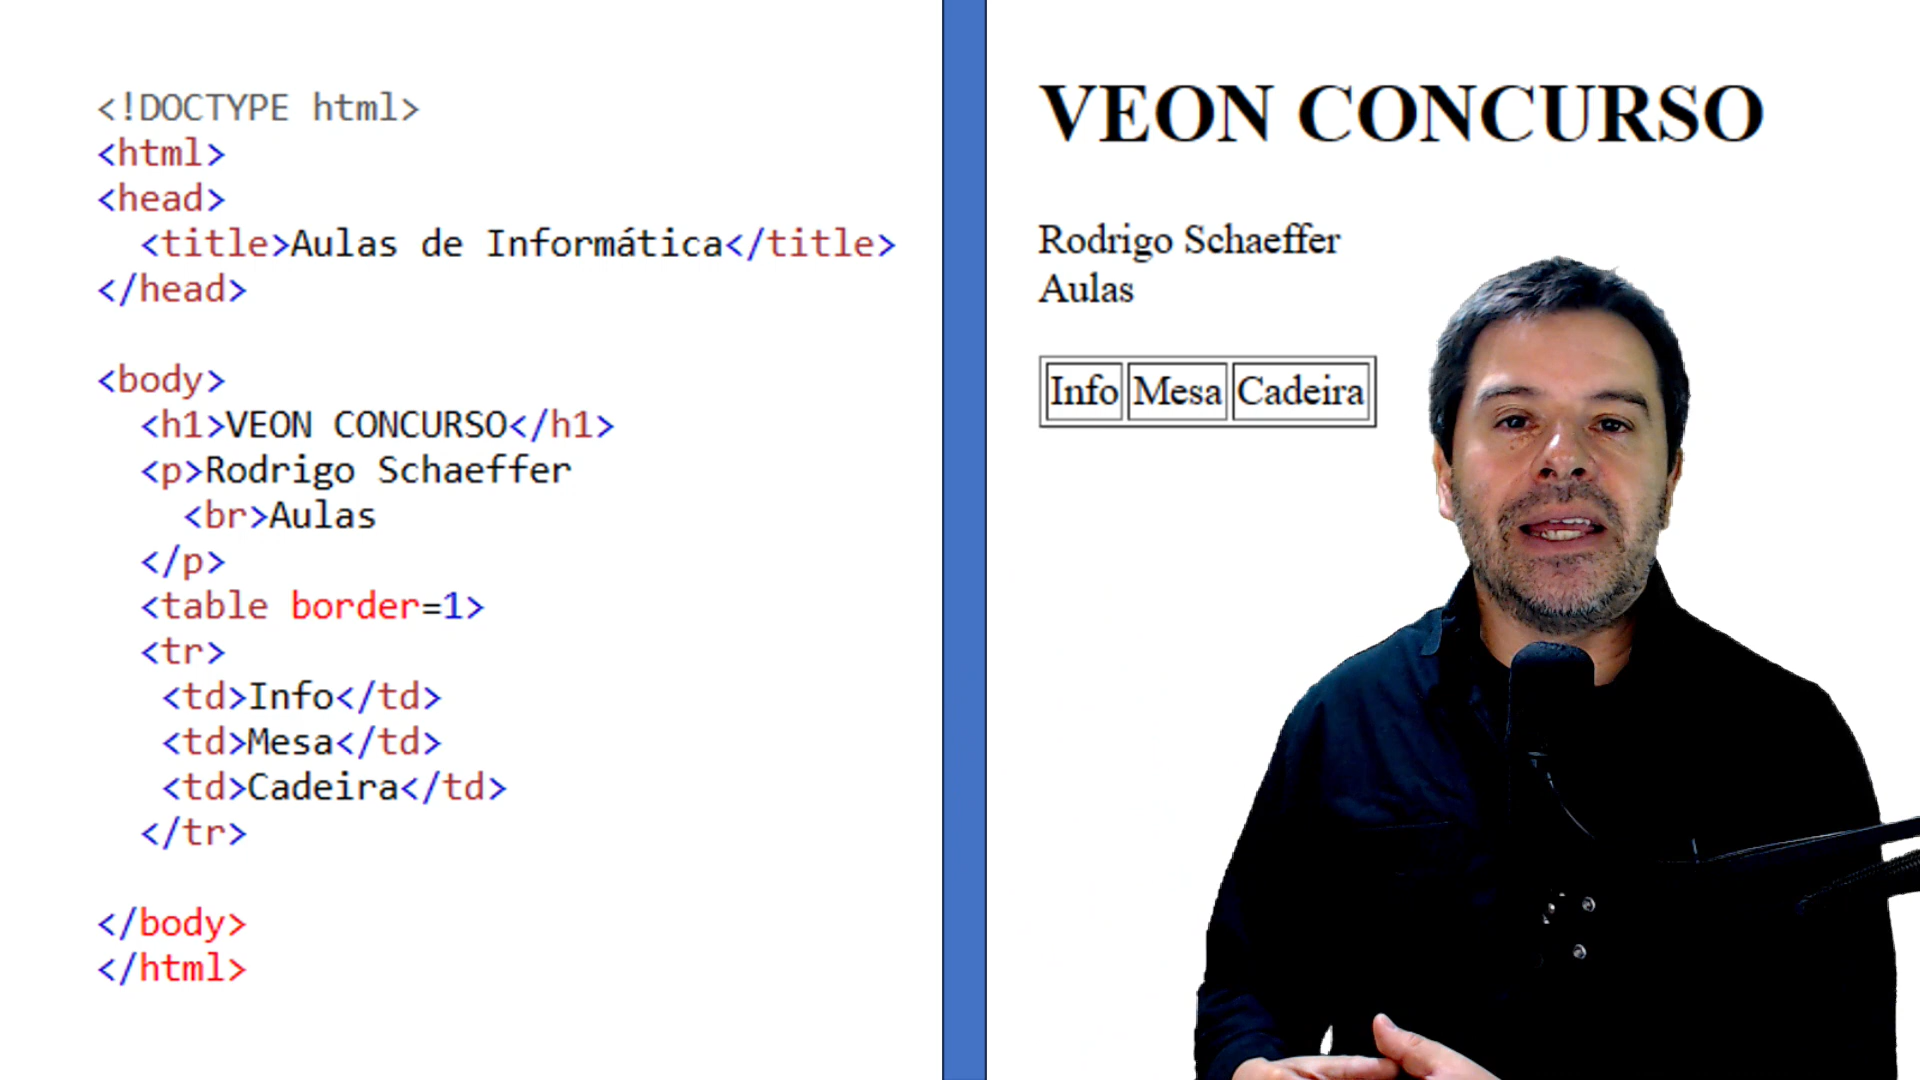 <!DOCTYPE html>
<html>
<head>
<title>Aulas de Informática</title>
</head>
<body>
<h1>VEON CONCURSO</h1>
<p>Rodrigo Schaeffer
<br>Aulas
</p>
<table border=1>
<tr>
<td>Info</td>
<td>Mesa</td>
<td>Cadeira</td>
</tr>
</body>
</html>
VEON CONCURSO
Rodrigo Schaeffer
Aulas
Info Mesa Cadeira